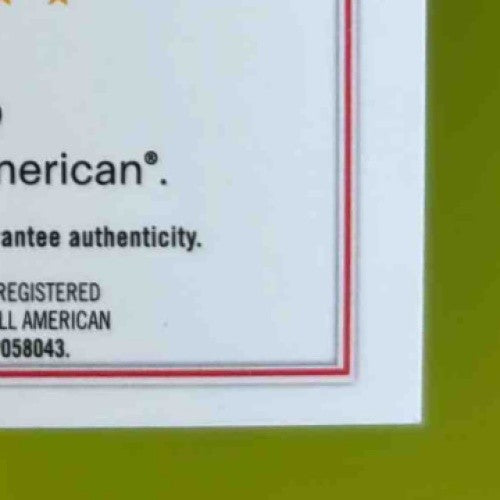 merican®.
antee authenticity.
REGISTERED
LL AMERICAN
058043.